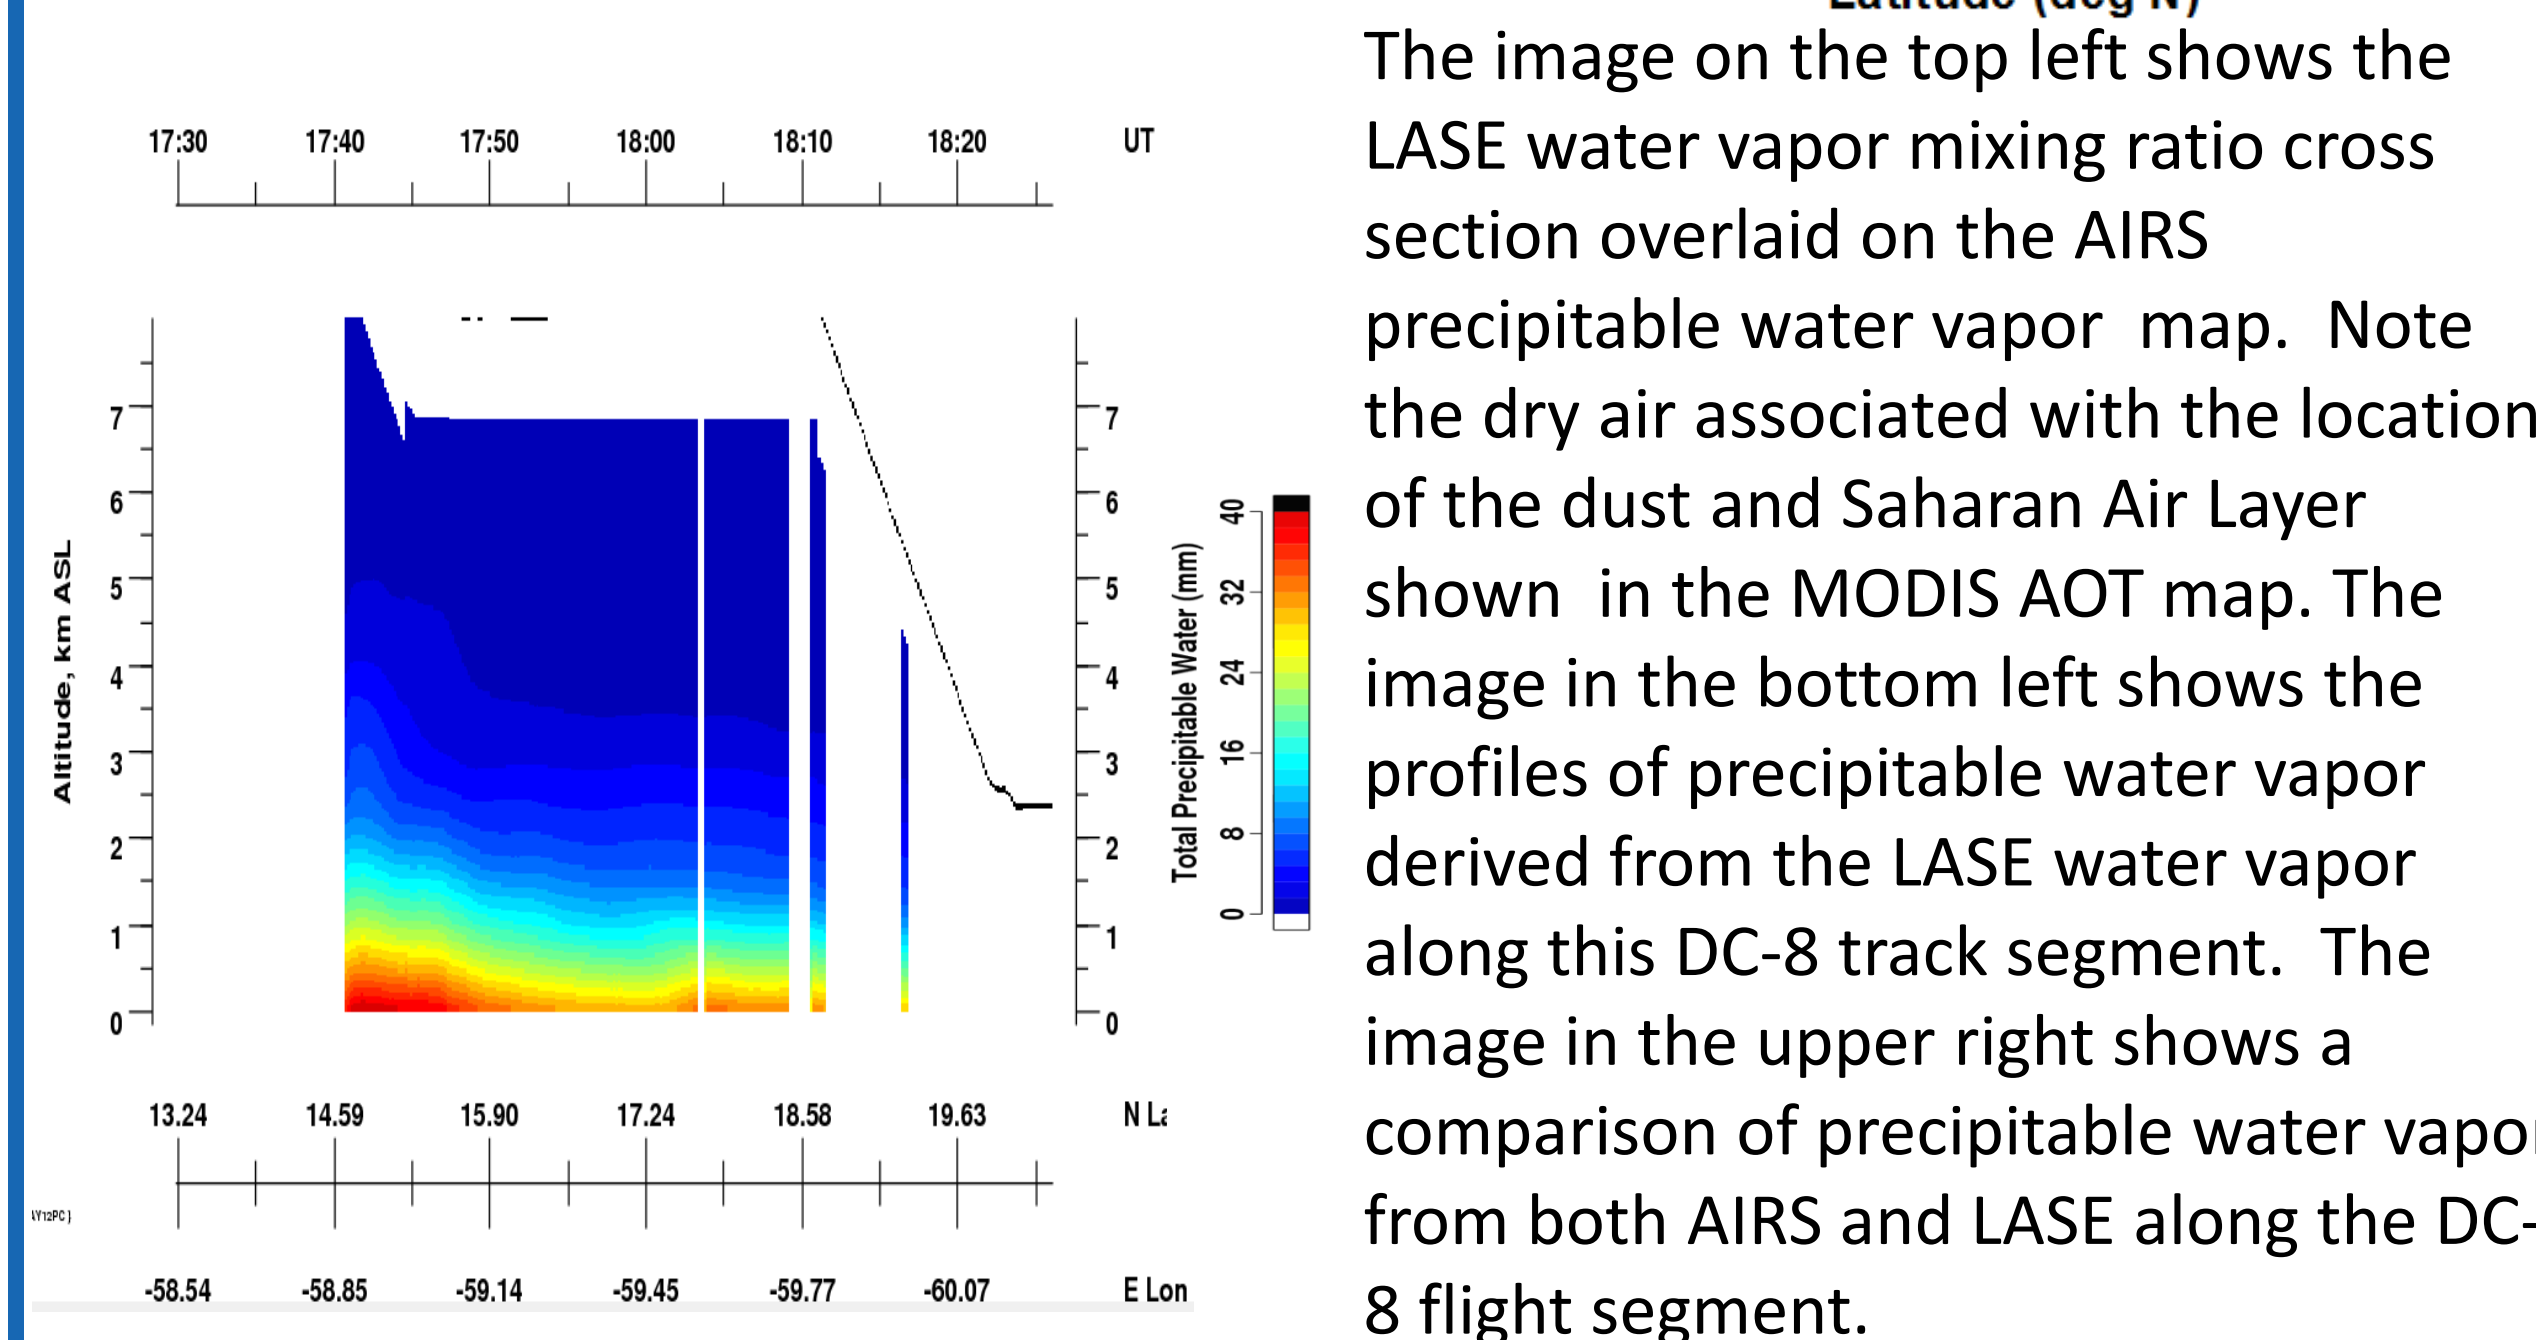 Latitude (deg N)
17:30 17:40 17:50 18:00 18:10 18:20 UT
Altitude, km ASL
7
6
5
4
3
2
1
0
7
6
5
4
3
2
1
0
Total Precipitable Water (mm)
40
32
24
16
8
0
13.24 14.59 15.90 17.24 18.58 19.63 N La
AY12PC}
-58.54 -58.85 -59.14 -59.45 -59.77 -60.07 E Lon
The image on the top left shows the
LASE water vapor mixing ratio cross
section overlaid on the AIRS
precipitable water vapor  map.  Note
the dry air associated with the location
of the dust and Saharan Air Layer
shown  in the MODIS AOT map. The
image in the bottom left shows the
profiles of precipitable water vapor
derived from the LASE water vapor
along this DC-8 track segment.  The
image in the upper right shows a
comparison of precipitable water vapor
from both AIRS and LASE along the DC-
8 flight segment.